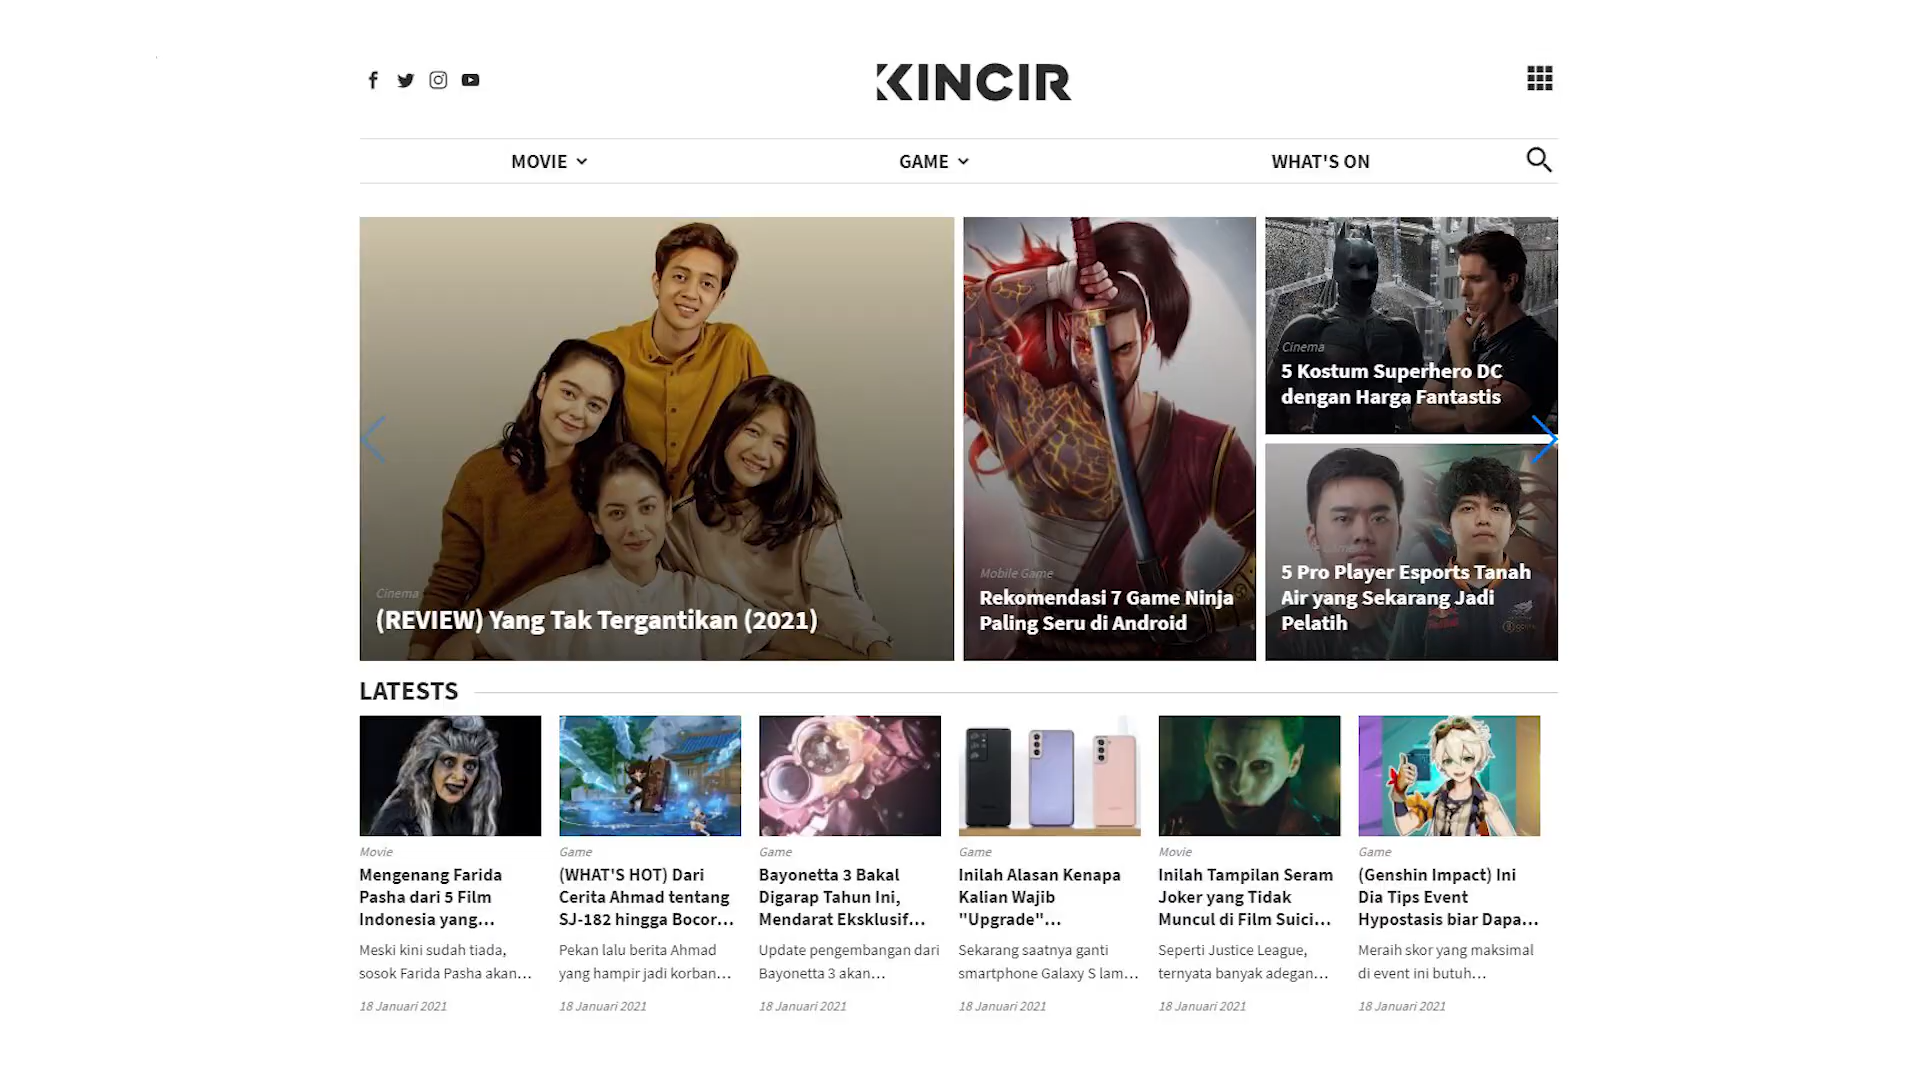 KINCIR
MOVIE
GAME
WHAT'S ON
Cinema
(REVIEW) Yang Tak Tergantikan (2021)
Mobile Game
Rekomendasi 7 Game Ninja
Paling Seru di Android
Cinema
5 Kostum Superhero DC
dengan Harga Fantastis
5 Pro Player Esports Tanah
Air yang Sekarang Jadi
Pelatih
LATESTS
Movie
Mengenang Farida
Pasha dari 5 Film
Indonesia yang...
Meski kini sudah tiada,
sosok Farida Pasha akan...
18 Januari 2021
Game
(WHAT'S HOT) Dari
Cerita Ahmad tentang
SJ-182 hingga Bocor...
Pekan lalu berita Ahmad
yang hampir jadi korban...
18 Januari 2021
Game
Bayonetta 3 Bakal
Digarap Tahun Ini,
Mendarat Eksklusif...
Update pengembangan dari
Bayonetta 3 akan...
18 Januari 2021
Game
Inilah Alasan Kenapa
Kalian Wajib
"Upgrade"...
Sekarang saatnya ganti
smartphone Galaxy S lam...
18 Januari 2021
Movie
Inilah Tampilan Seram
Joker yang Tidak
Muncul di Film Suici...
Seperti Justice League,
ternyata banyak adegan...
18 Januari 2021
Game
(Genshin Impact) Ini
Dia Tips Event
Hypostasis biar Dapa...
Meraih skor yang maksimal
di event ini butuh...
18 Januari 2021